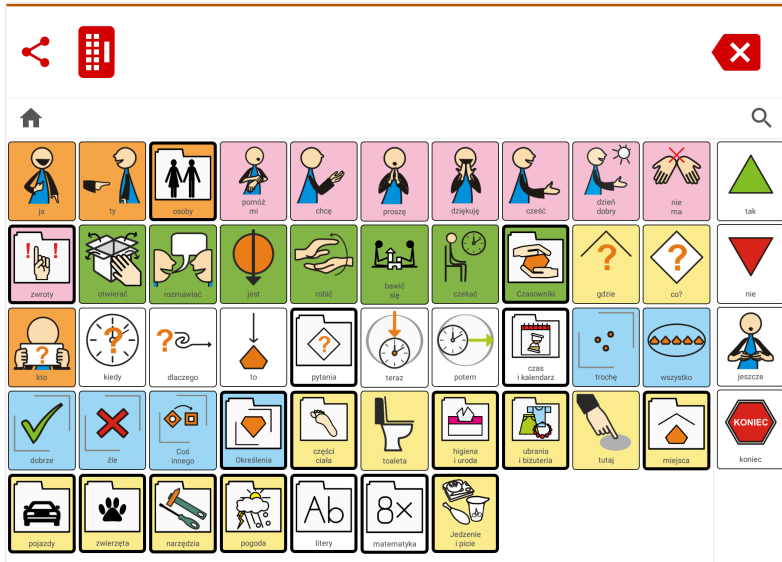 ja
ty
osoby
pomóż
mi
chcę
proszę
dziękuję
cześć
dzień
dobry
nie
ma
tak
zwroty
otwierać
rozmawiać
jest
robić
bawić
się
czekać
Czasowniki
gdzie
co?
nie
kto
kiedy
dlaczego
to
pytania
teraz
potem
czas
i kalendarz
trochę
wszystko
jeszcze
dobrze
źle
Coś
innego
Określenia
części
ciała
toaleta
higiena
i uroda
ubrania
i biżuteria
tutaj
miejsca
KONIEC
koniec
pojazdy
zwierzęta
narzędzia
pogoda
Ab
litery
8×
matematyka
Jedzenie
i picie